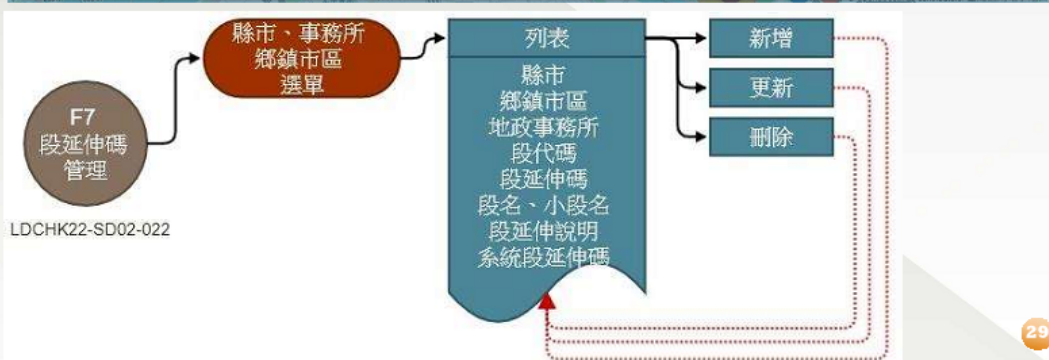 F7
段延伸碼
管理
LDCHK22-SD02-022
縣市、事務所
鄉鎮市區
選單
列表
縣市
鄉鎮市區
地政事務所
段代碼
段延伸碼
段名、小段名
段延伸說明
系統段延伸碼
新增
更新
刪除
29